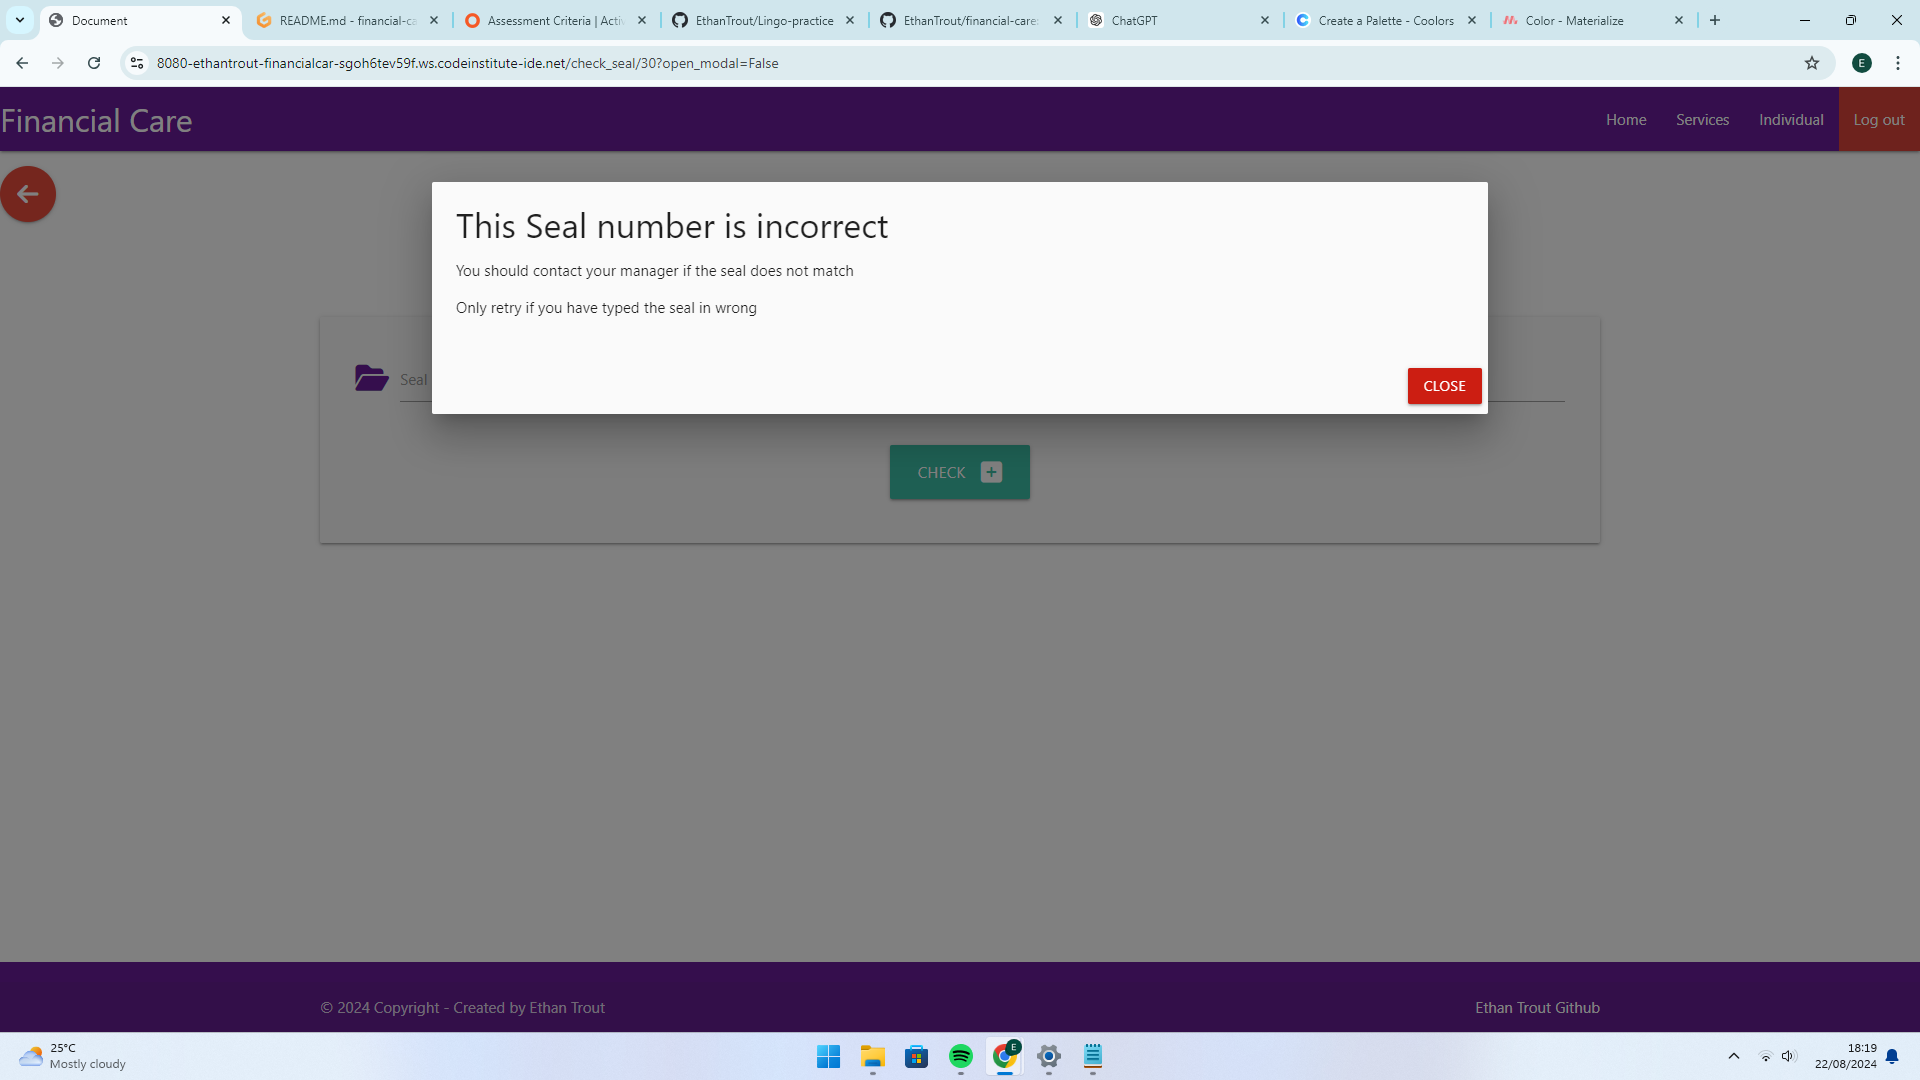 Document
README.md - financial-ca
Assessment Criteria | Activ
EthanTrout/Lingo-practice
EthanTrout/financial-care:
ChatGPT
Create a Palette - Coolors
Color - Materialize
8080-ethantrout-financialcar-sgoh6tev59f.ws.codeinstitute-ide.net/check_seal/30?open_modal=False
E
Financial Care
Home
Services
Individual
Log out
This Seal number is incorrect
You should contact your manager if the seal does not match
Only retry if you have typed the seal in wrong
Seal
CLOSE
CHECK
© 2024 Copyright - Created by Ethan Trout
Ethan Trout Github
25°C
Mostly cloudy
E
18:19
22/08/2024